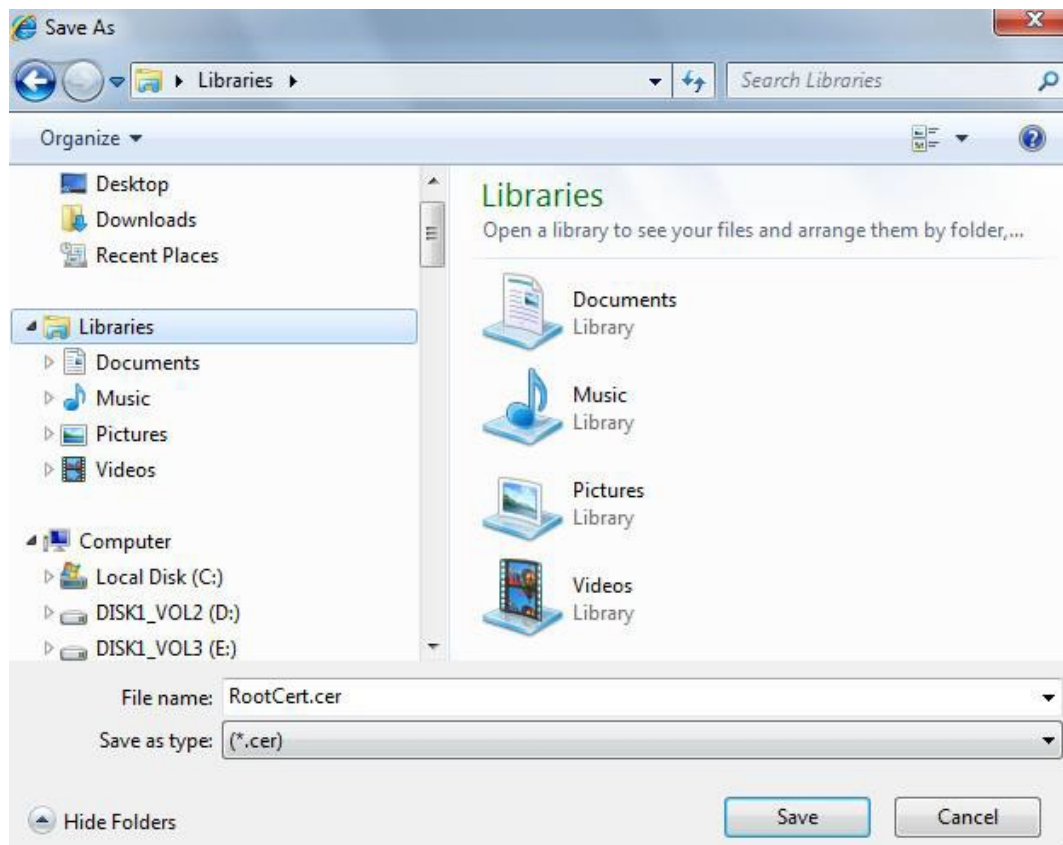 Save As
Libraries
Search Libraries
Organize
Desktop
Downloads
Recent Places
Libraries
Documents
Music
Pictures
Videos
Computer
Local Disk (C:)
DISK1_VOL2 (D:)
DISK1_VOL3 (E:)
Libraries
Open a library to see your files and arrange them by folder,...
Documents
Library
Music
Library
Pictures
Library
Videos
Library
File name: RootCert.cer
Save as type: (*.cer)
Hide Folders
Save
Cancel